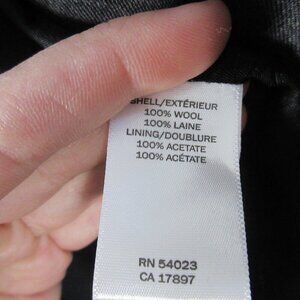 SHELL/EXTÉRIEUR
100% WOOL
100% LAINE
LINING/DOUBLURE
100% ACETATE
100% ACÉTATE
RN 54023
CA 17897